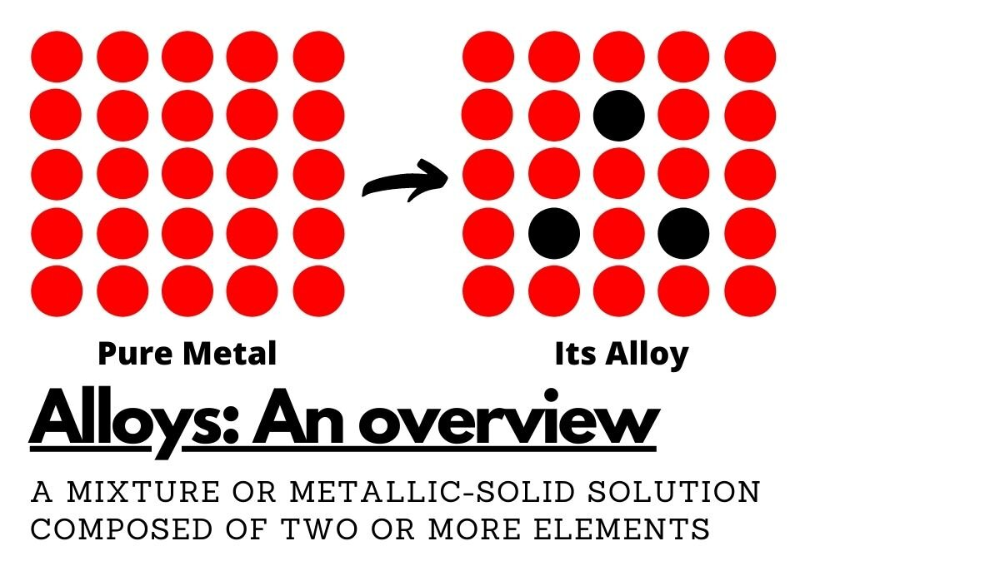 Pure Metal
Its Alloy
Alloys: An overview
A MIXTURE OR METALLIC-SOLID SOLUTION
COMPOSED OF TWO OR MORE ELEMENTS